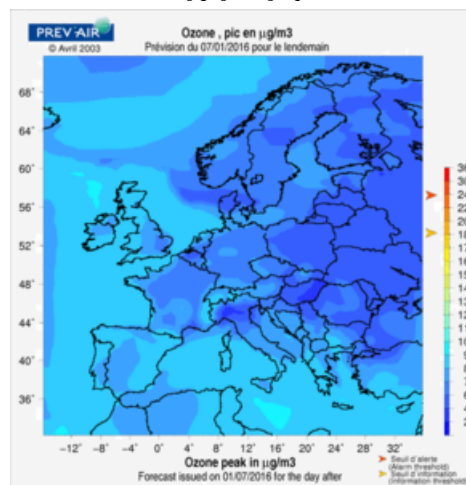 PREV'AIR
© Avril 2003
Ozone , pic en µg/m3
Prévision du 07/01/2016 pour le lendemain
68°
64°
60°
56°
52°
48°
44°
40°
36°
-12° -8° -4° 0° 4° 8° 12° 16° 20° 24° 28° 32°
Ozone peak in µg/m3
Forecast issued on 01/07/2016 for the day after
Seuil d'alerte
(Alarm threshold)
Seuil d'information
(Information threshold)